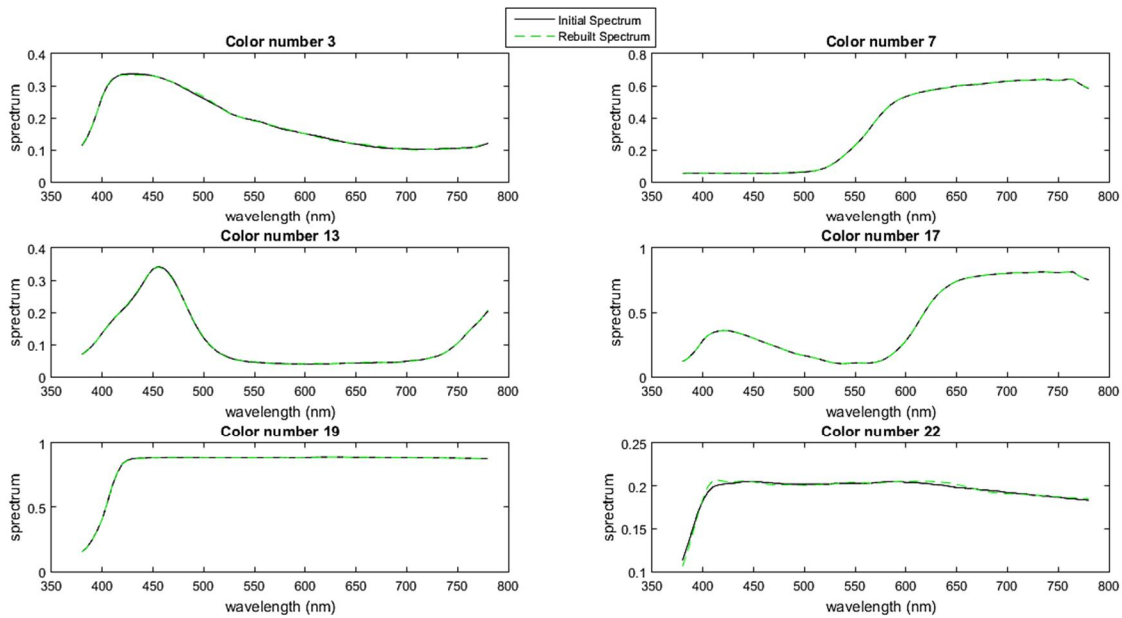 Initial Spectrum
Rebuilt Spectrum
Color number 3
0.4
0.3
0.2
0.1
0
sprectrum
350 400 450 500 550 600 650 700 750 800
wavelength (nm)
Color number 7
0.8
0.6
0.4
0.2
0
sprectrum
350 400 450 500 550 600 650 700 750 800
wavelength (nm)
Color number 13
0.4
0.3
0.2
0.1
0
sprectrum
350 400 450 500 550 600 650 700 750 800
wavelength (nm)
Color number 17
1
0.5
0
sprectrum
350 400 450 500 550 600 650 700 750 800
wavelength (nm)
Color number 19
1
0.5
0
sprectrum
350 400 450 500 550 600 650 700 750 800
wavelength (nm)
Color number 22
0.25
0.2
0.15
0.1
sprectrum
350 400 450 500 550 600 650 700 750 800
wavelength (nm)